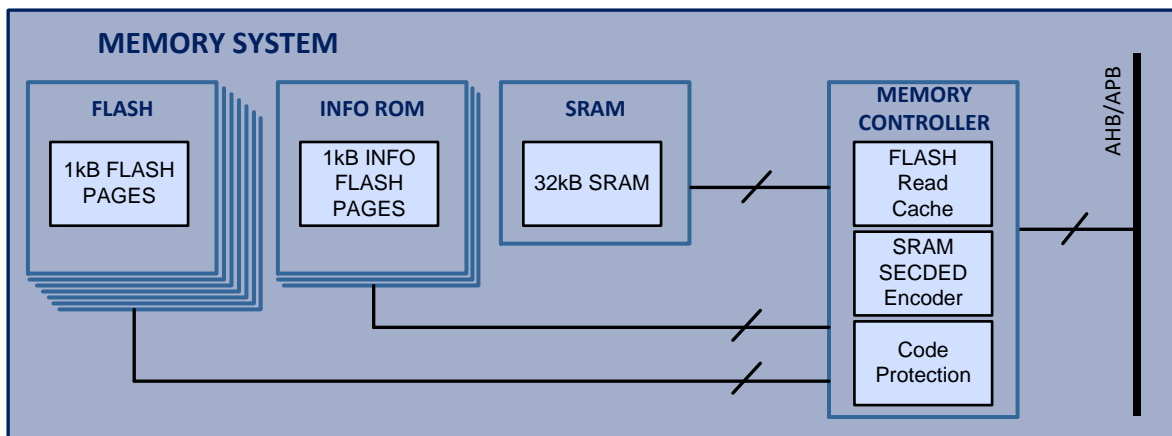 MEMORY SYSTEM
FLASH
1kB FLASH
PAGES
INFO ROM
1kB INFO
FLASH
PAGES
SRAM
32kB SRAM
MEMORY
CONTROLLER
FLASH
Read
Cache
SRAM
SECDED
Encoder
Code
Protection
AHB/APB